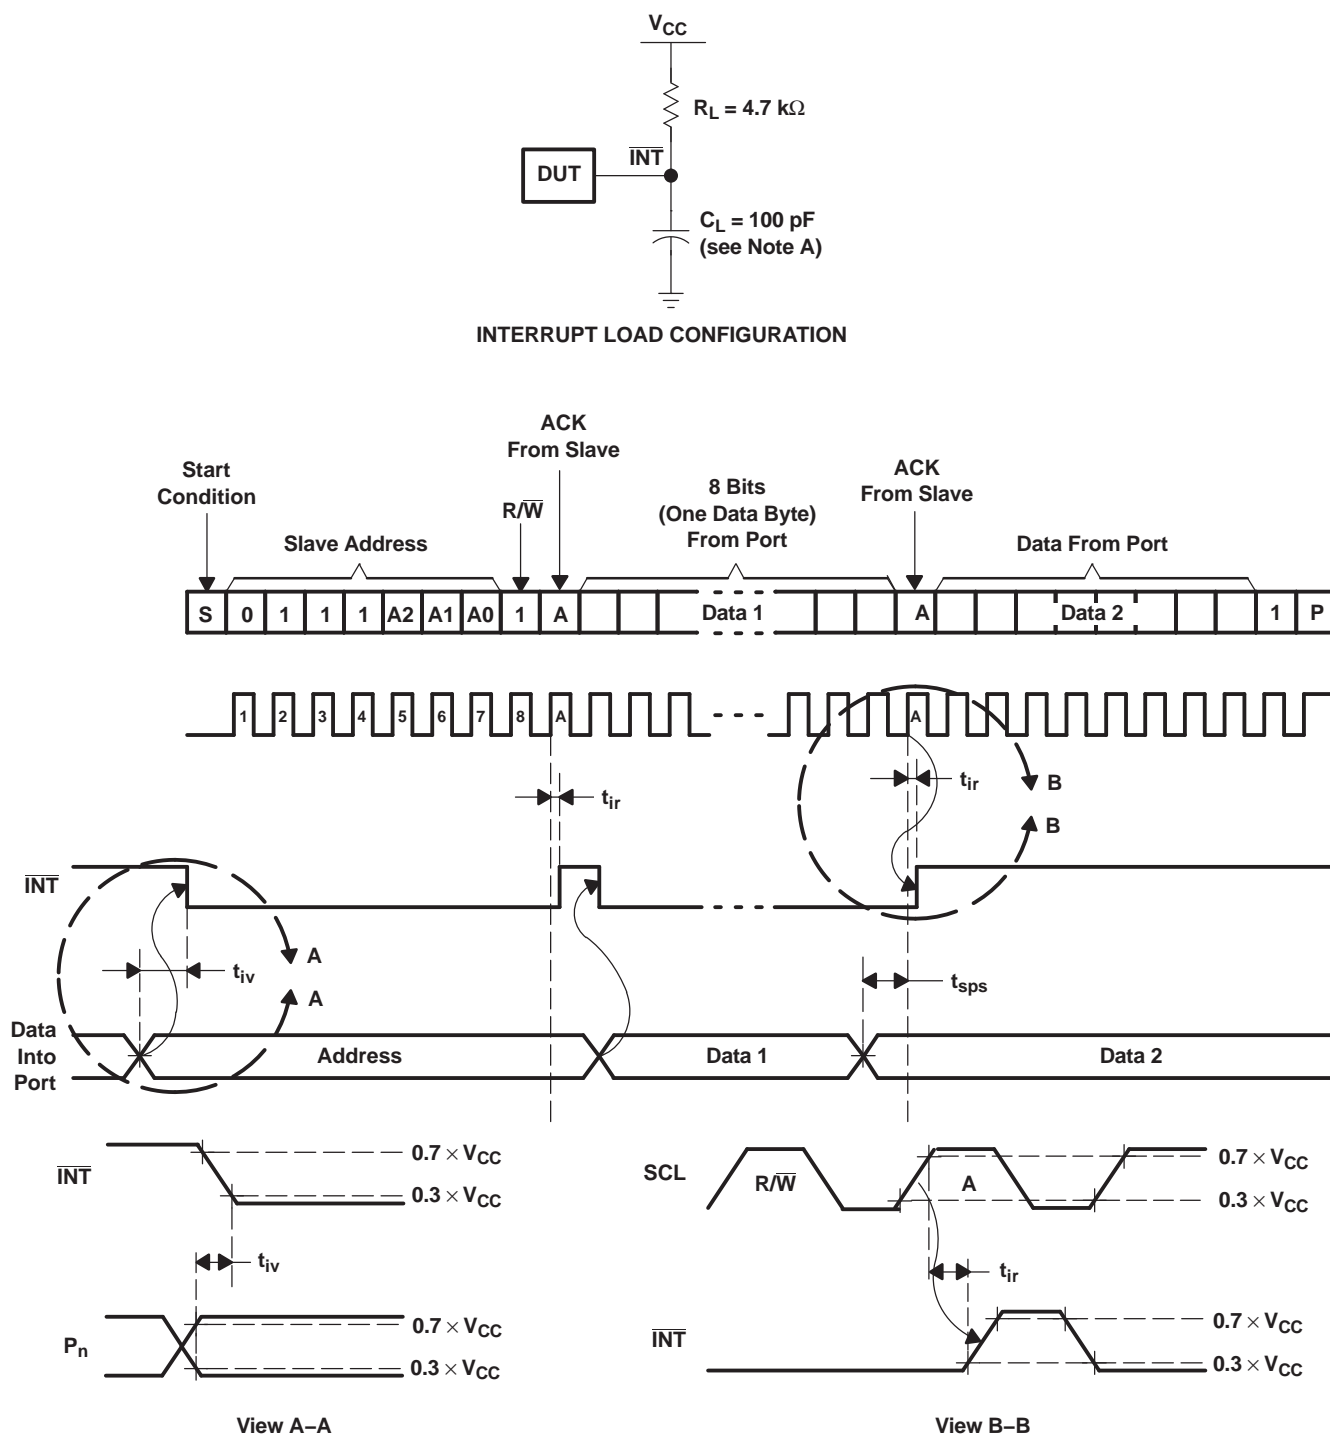 VCC
RL = 4.7 kΩ
INT
DUT
CL = 100 pF
(see Note A)
INTERRUPT LOAD CONFIGURATION
ACK
From Slave
Start
Condition
R/W
8 Bits
(One Data Byte)
From Port
ACK
From Slave
Slave Address
Data From Port
S 0 1 1 1 A2 A1 A0 1 A Data 1 A Data 2 1 P
1 2 3 4 5 6 7 8 A A
tir
tir
B
B
INT
A
tiv
A
tsps
Data
Into
Port
Address
Data 1
Data 2
INT
0.7 × VCC
0.3 × VCC
tiv
Pn
0.7 × VCC
0.3 × VCC
View A–A
SCL
R/W
A
0.7 × VCC
0.3 × VCC
tir
INT
0.7 × VCC
0.3 × VCC
View B–B